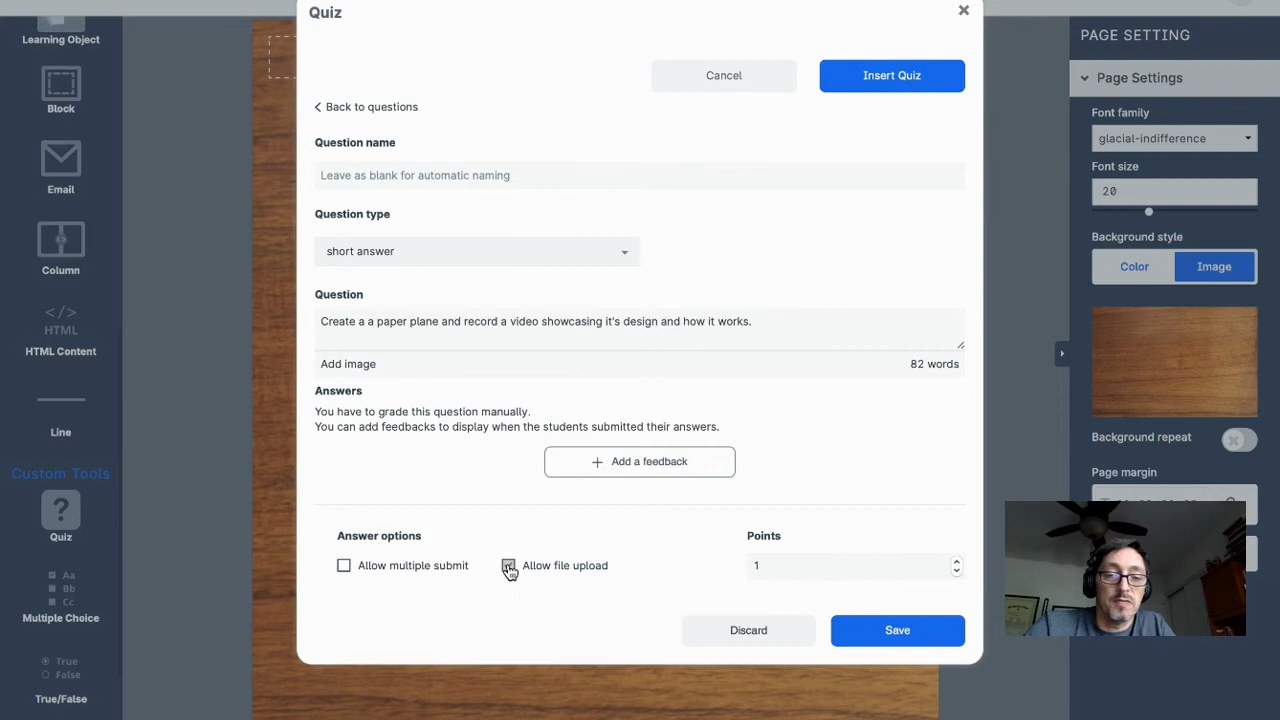 Quiz
Learning Object
Block
Email
Column
</>
HTML
HTML Content
Line
Custom Tools
?
Quiz
Aa
Bb
Cc
Multiple Choice
True
False
True/False
Cancel
Insert Quiz
Back to questions
Question name
Leave as blank for automatic naming
Question type
short answer
Question
Create a a paper plane and record a video showcasing it's design and how it works.
Add image
82 words
Answers
You have to grade this question manually.
You can add feedbacks to display when the students submitted their answers.
+ Add a feedback
Answer options
Points
Allow multiple submit
Allow file upload
1
Discard
Save
PAGE SETTING
Page Settings
Font family
glacial-indifference
Font size
20
Background style
Color
Image
Background repeat
Page margin